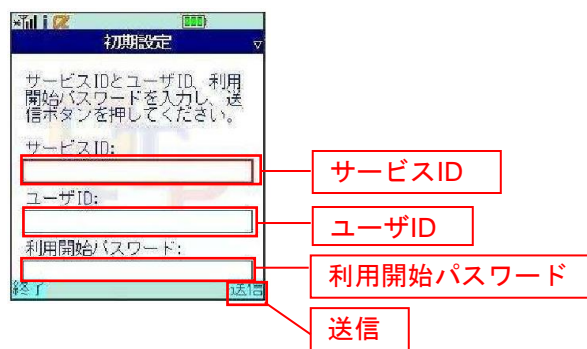 初期設定
サービスIDとユーザID、利用
開始パスワードを入力し、送
信ボタンを押してください。
サービスID:
サービスID
ユーザID:
ユーザID
利用開始パスワード:
利用開始パスワード
終了
送信
送信